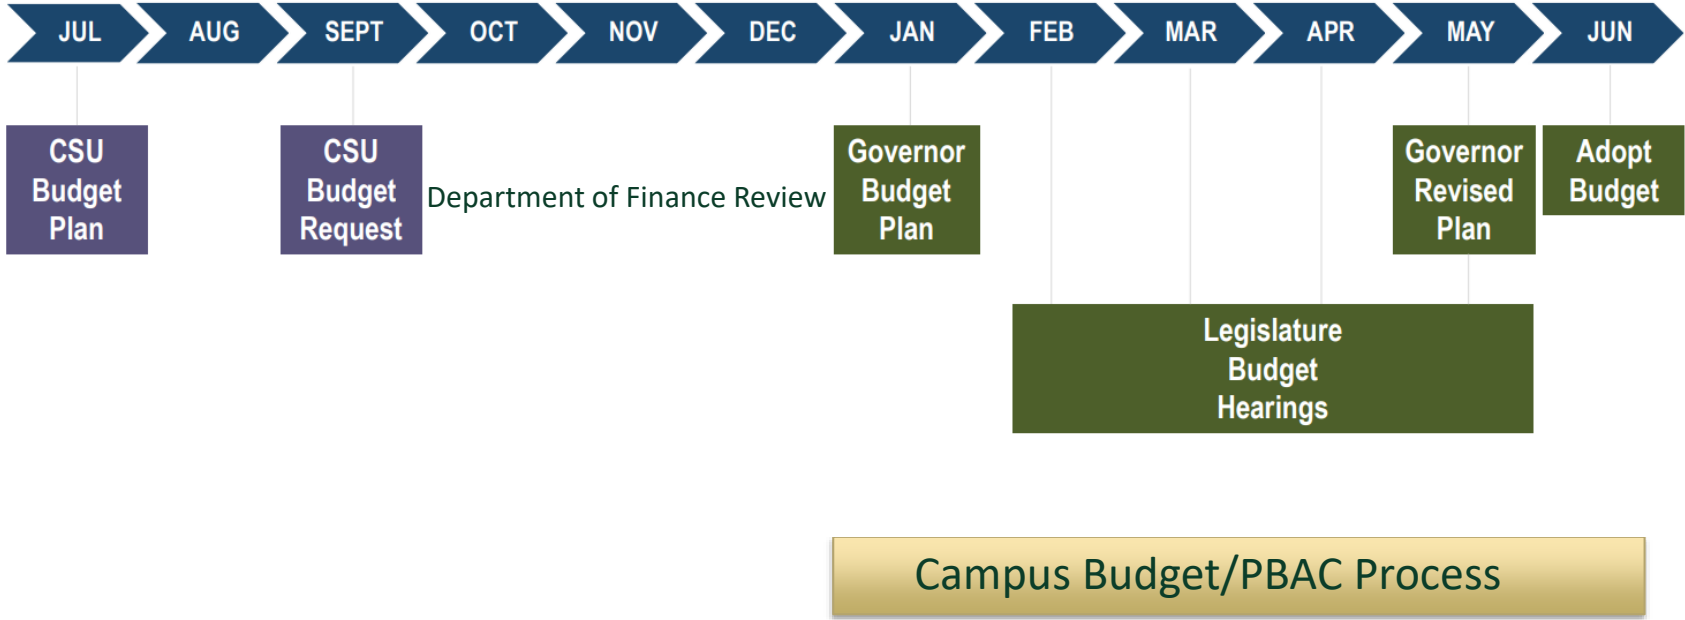 JUL AUG SEPT OCT NOV DEC JAN FEB MAR APR MAY JUN
CSU
Budget
Plan
CSU
Budget
Request
Department of Finance Review
Governor
Budget
Plan
Governor
Revised
Plan
Adopt
Budget
Legislature
Budget
Hearings
Campus Budget/PBAC Process